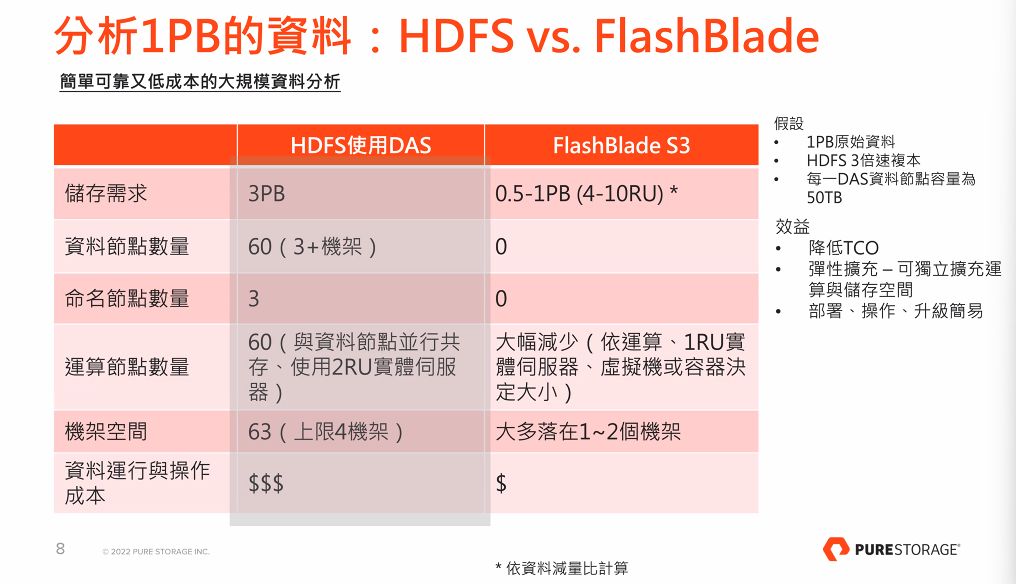 分析1PB的資料：HDFS vs. FlashBlade
簡單可靠又低成本的大規模資料分析
HDFS使用DAS
FlashBlade S3
儲存需求
3PB
0.5-1PB (4-10RU) *
資料節點數量
60（3+機架）
0
命名節點數量
3
0
運算節點數量
60（與資料節點並行共
存、使用2RU實體伺服
器）
大幅減少（依運算、1RU實
體伺服器、虛擬機或容器決
定大小）
機架空間
63（上限4機架）
大多落在1~2個機架
資料運行與操作
成本
$$$
$
假設
• 1PB原始資料
• HDFS 3倍速複本
• 每一DAS資料節點容量為
50TB
效益
• 降低TCO
• 彈性擴充 – 可獨立擴充運
算與儲存空間
• 部署、操作、升級簡易
8
© 2022 PURE STORAGE INC.
* 依資料減量比計算
PURESTORAGE®